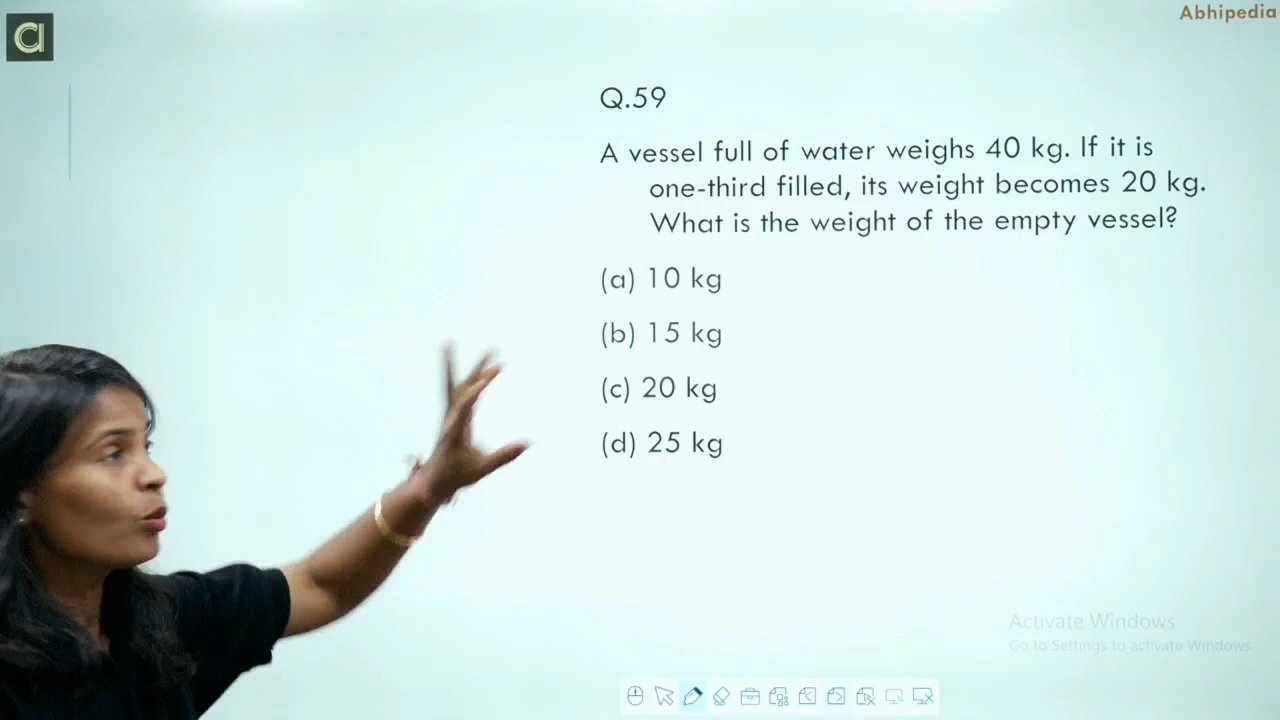 Abhipedia
Q.59
A vessel full of water weighs 40 kg. If it is
one-third filled, its weight becomes 20 kg.
What is the weight of the empty vessel?
(a) 10 kg
(b) 15 kg
(c) 20 kg
(d) 25 kg
Activate Windows
Go to Settings to activate Windows.